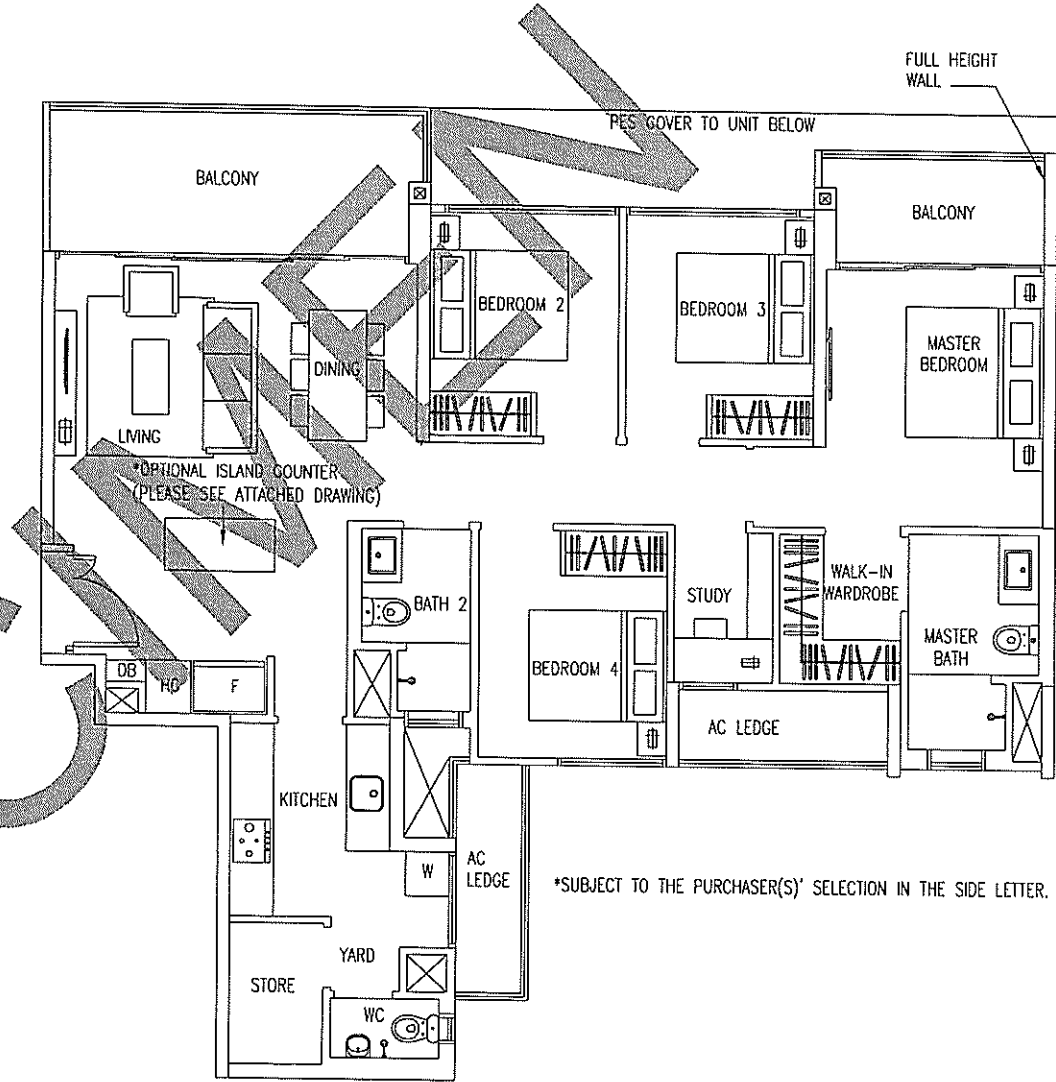 FULL HEIGHT
WALL
PES COVER TO UNIT BELOW
BALCONY
BALCONY
BEDROOM 2
BEDROOM 3
MASTER
BEDROOM
DINING
LIVING
*OPTIONAL ISLAND COUNTER
(PLEASE SEE ATTACHED DRAWING)
BATH 2
STUDY
WALK-IN
WARDROBE
MASTER
BATH
BEDROOM 4
DB
HC
F
AC LEDGE
KITCHEN
W
AC
LEDGE
*SUBJECT TO THE PURCHASER(S)' SELECTION IN THE SIDE LETTER.
YARD
STORE
WC